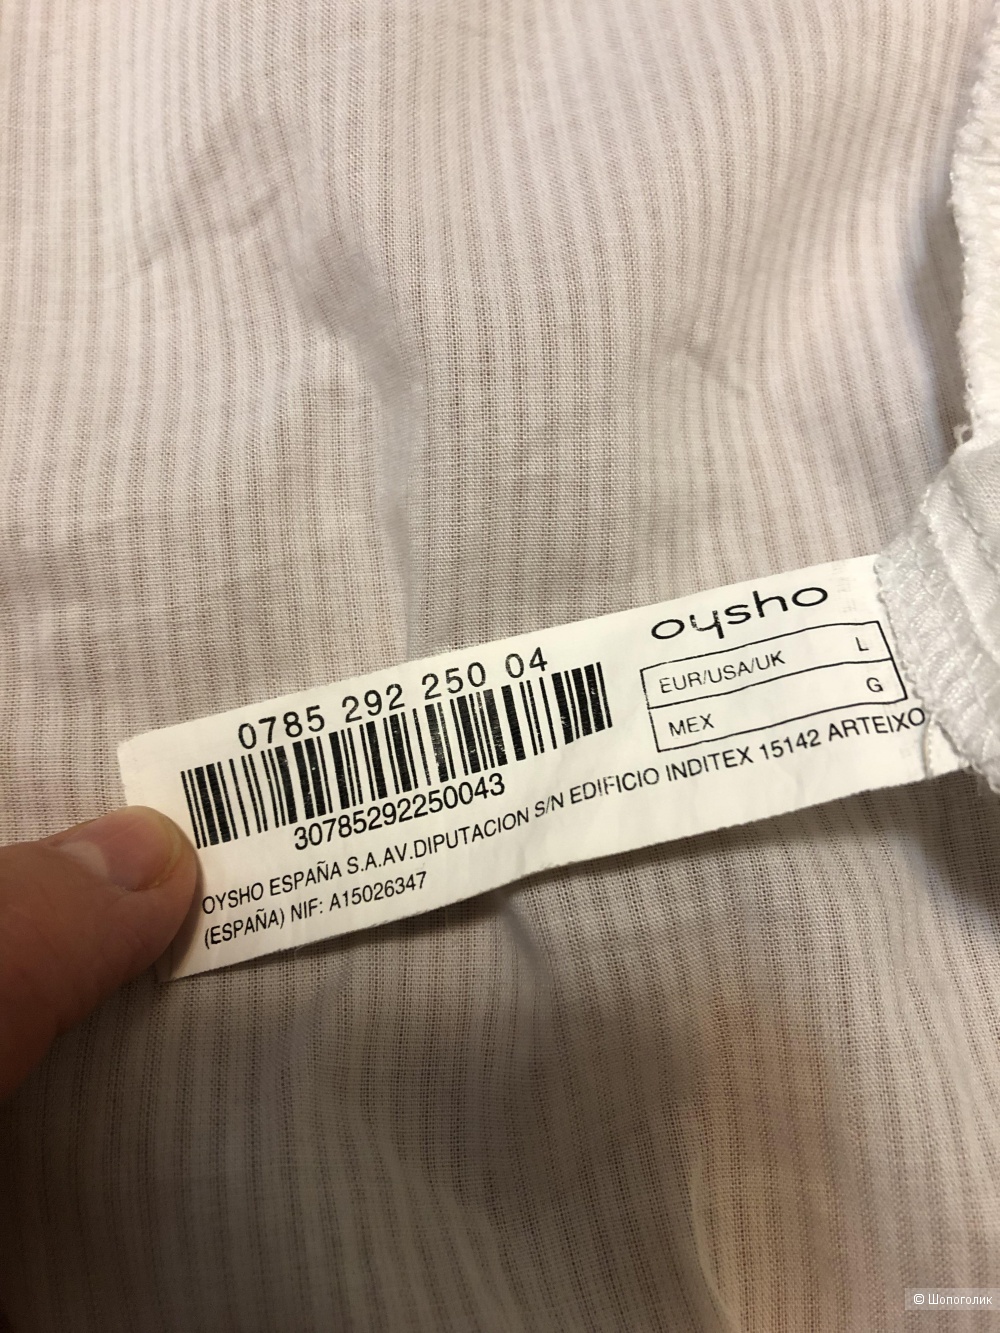 oysho
EUR/USA/UK L
MEX G
0785 292 250 04
30785292250043
OYSHO ESPAÑA S.A.AV.DIPUTACION S/N EDIFICIO INDITEX 15142 ARTEIXO
(ESPAÑA) NIF: A15026347
© Шопоголик